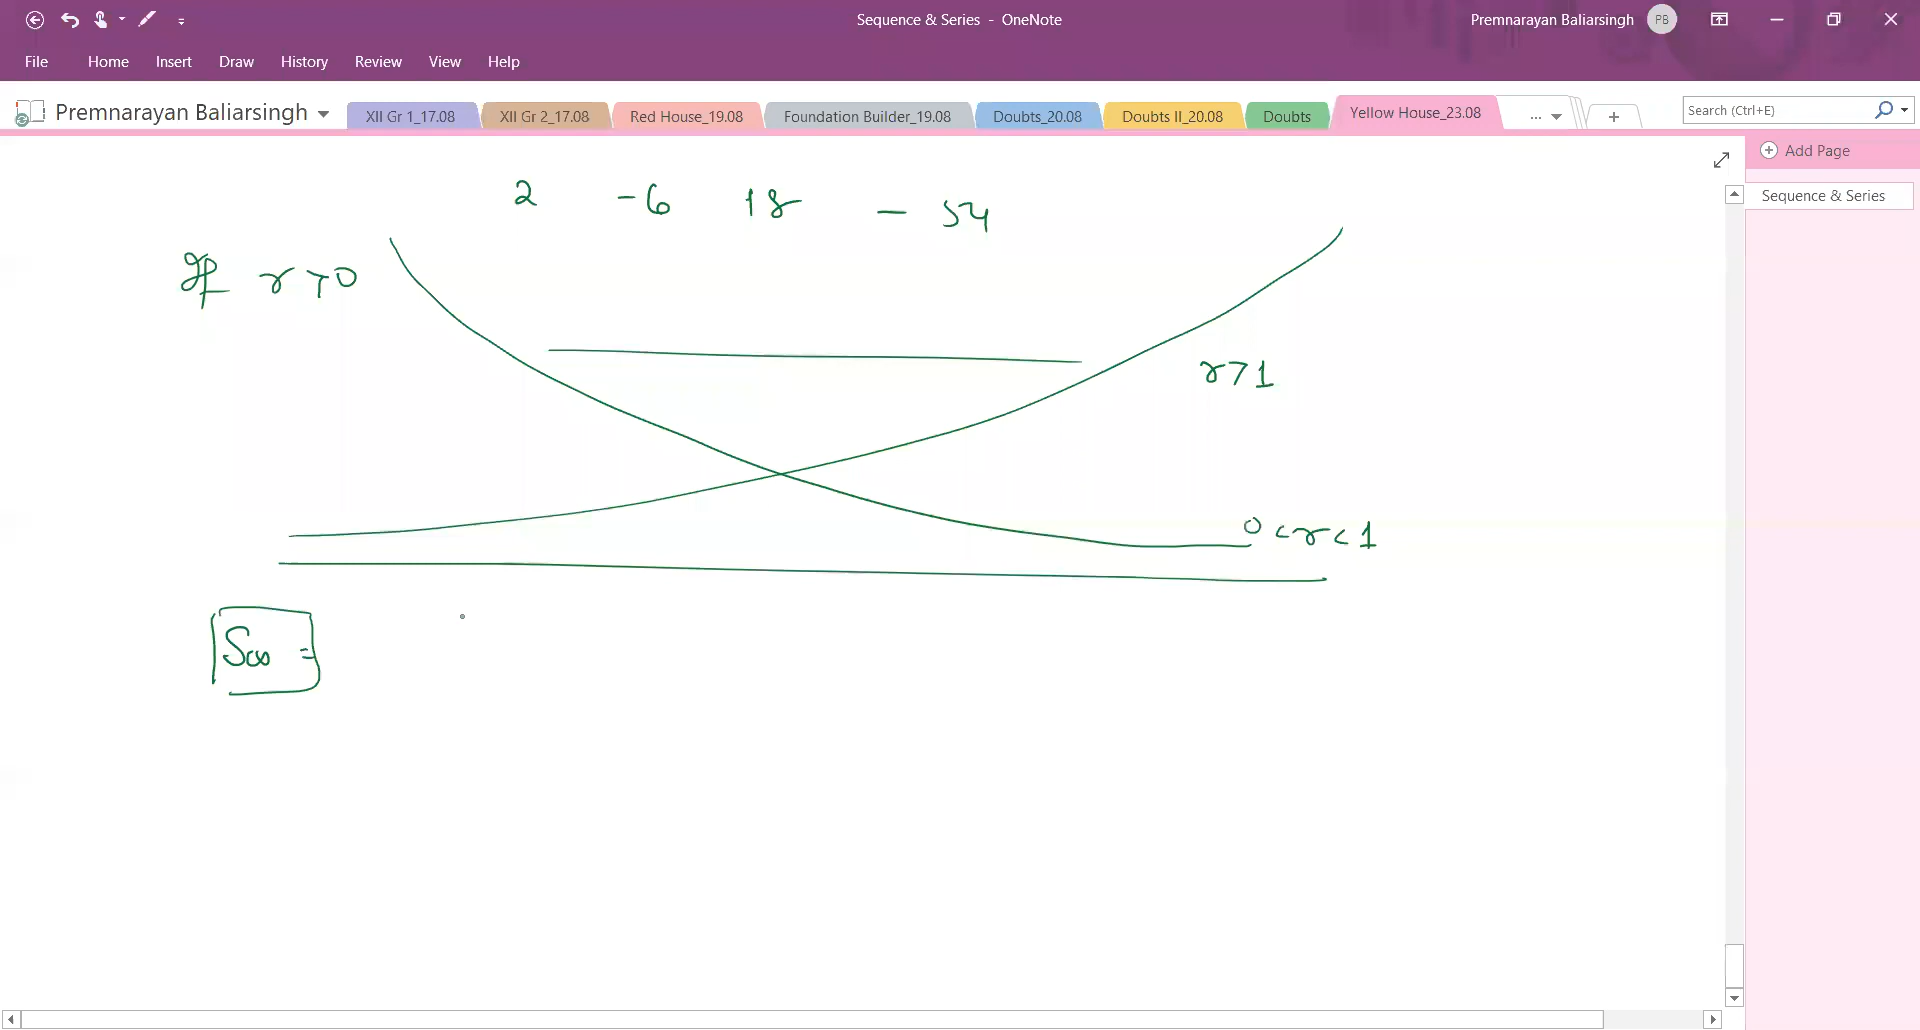 Sequence & Series - OneNote
Premnarayan Baliarsingh PB
File Home Insert Draw History Review View Help
Premnarayan Baliarsingh
XII Gr 1_17.08 XII Gr 2_17.08 Red House_19.08 Foundation Builder_19.08 Doubts_20.08 Doubts II_20.08 Doubts Yellow House_23.08 ... +
Search (Ctrl+E)
Add Page
Sequence & Series
2 -6 18 - 54
If r>0
r>1
0<r<1
S∞ =